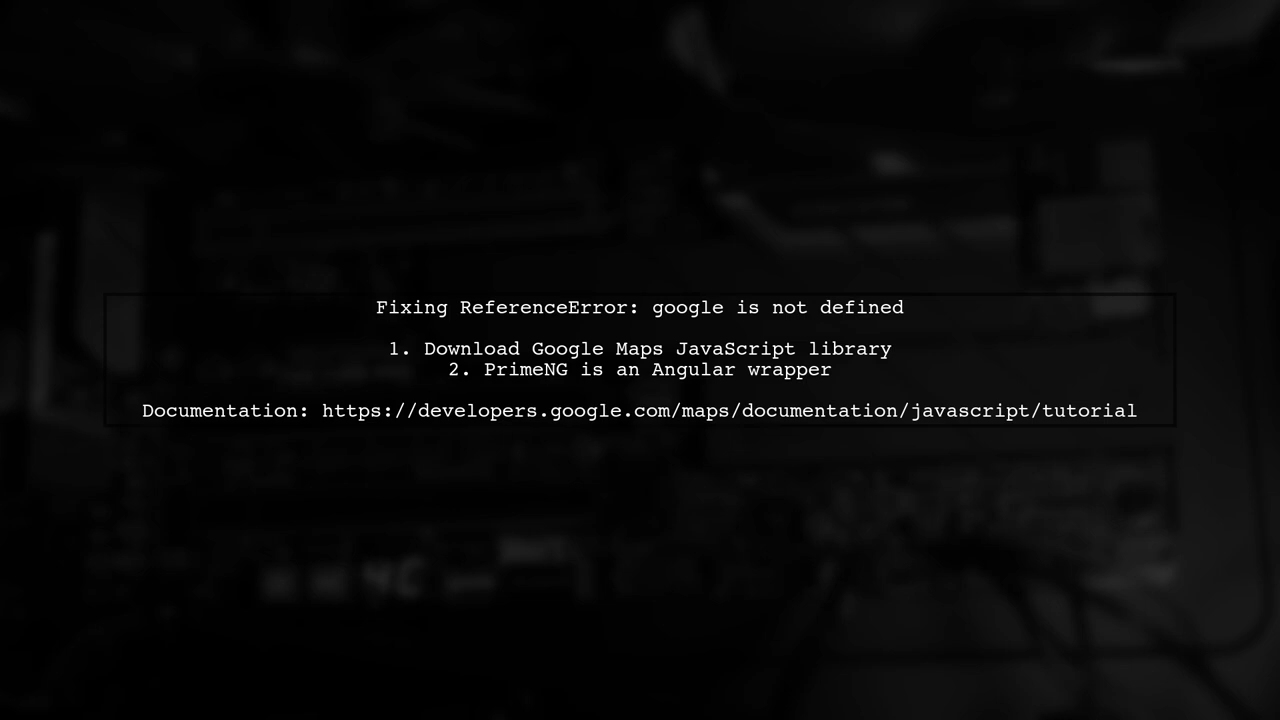 Fixing ReferenceError: google is not defined
1. Download Google Maps JavaScript library
2. PrimeNG is an Angular wrapper
Documentation: https://developers.google.com/maps/documentation/javascript/tutorial